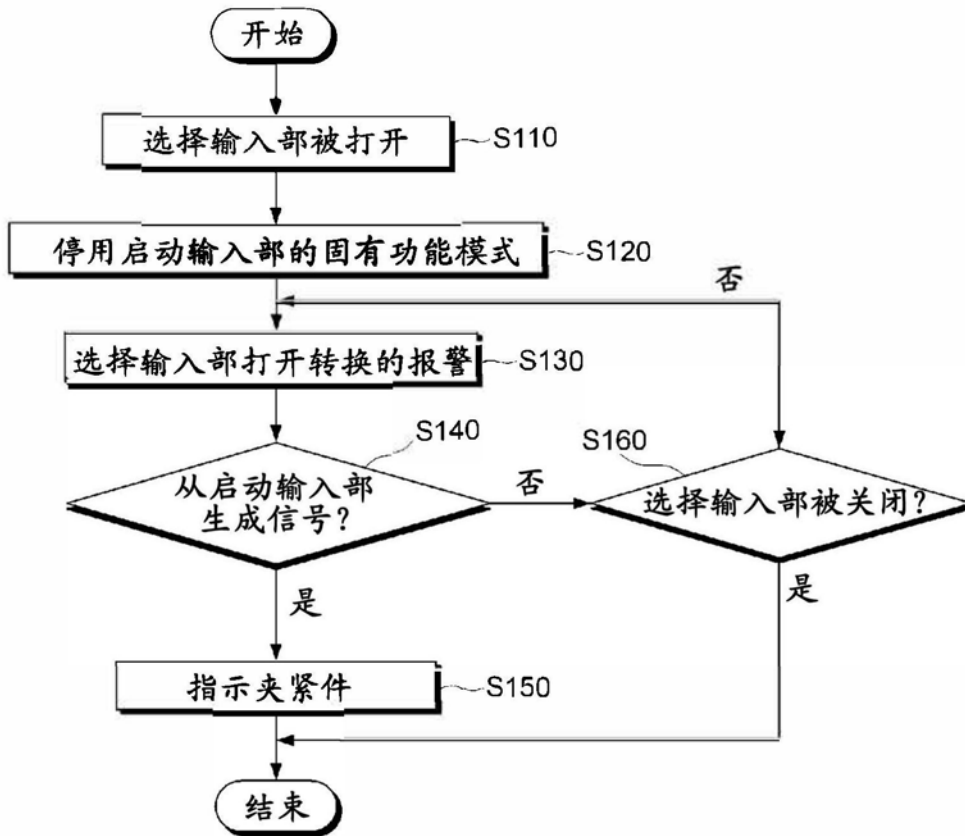 开始
选择输入部被打开
S110
停用启动输入部的固有功能模式
S120
否
选择输入部打开转换的报警
S130
S140
从启动输入部
生成信号?
否
S160
选择输入部被关闭?
是
是
指示夹紧件
S150
结束